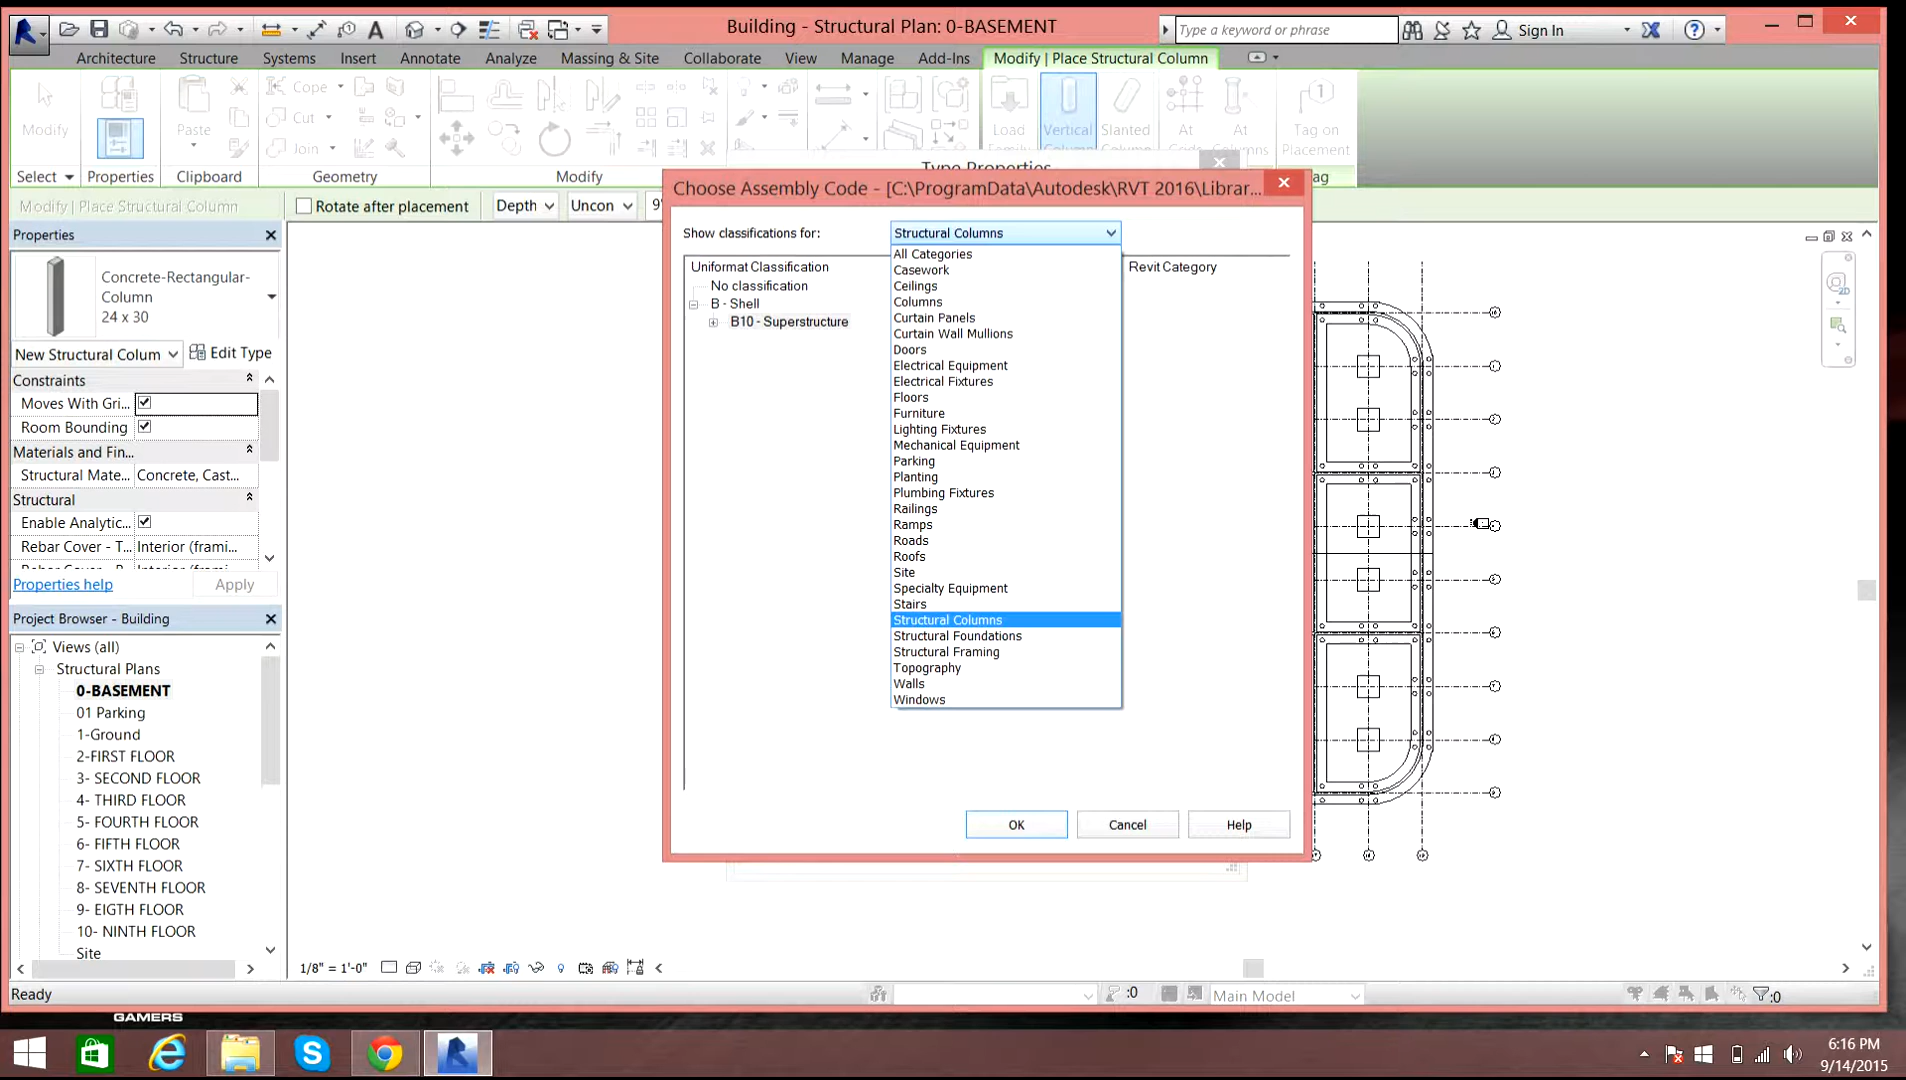 Building - Structural Plan: 0-BASEMENT
Type a keyword or phrase
Sign In
Architecture
Structure
Systems
Insert
Annotate
Analyze
Massing & Site
Collaborate
View
Manage
Add-Ins
Modify | Place Structural Column
Modify
Paste
Cope
Cut
Join
Load
Vertical
Slanted
At
At
Tag on
Placement
Select
Properties
Clipboard
Geometry
Modify
Type Properties
Modify | Place Structural Column
Rotate after placement
Depth
Uncon
Choose Assembly Code - [C:\ProgramData\Autodesk\RVT 2016\Librar...
Show classifications for:
Structural Columns
Uniformat Classification
Revit Category
No classification
B - Shell
B10 - Superstructure
All Categories
Casework
Ceilings
Columns
Curtain Panels
Curtain Wall Mullions
Doors
Electrical Equipment
Electrical Fixtures
Floors
Furniture
Lighting Fixtures
Mechanical Equipment
Parking
Planting
Plumbing Fixtures
Railings
Ramps
Roads
Roofs
Site
Specialty Equipment
Stairs
Structural Columns
Structural Foundations
Structural Framing
Topography
Walls
Windows
OK
Cancel
Help
Properties
Concrete-Rectangular-
Column
24 x 30
New Structural Colum
Edit Type
Constraints
Moves With Gri...
Room Bounding
Materials and Fin...
Structural Mate...
Concrete, Cast...
Structural
Enable Analytic...
Rebar Cover - T...
Interior (frami...
Properties help
Apply
Project Browser - Building
Views (all)
Structural Plans
0-BASEMENT
01 Parking
1-Ground
2-FIRST FLOOR
3- SECOND FLOOR
4- THIRD FLOOR
5- FOURTH FLOOR
6- FIFTH FLOOR
7- SIXTH FLOOR
8- SEVENTH FLOOR
9- EIGTH FLOOR
10- NINTH FLOOR
Site
1/8" = 1'-0"
Ready
:0
Main Model
:0
GAMERS
6:16 PM
9/14/2015